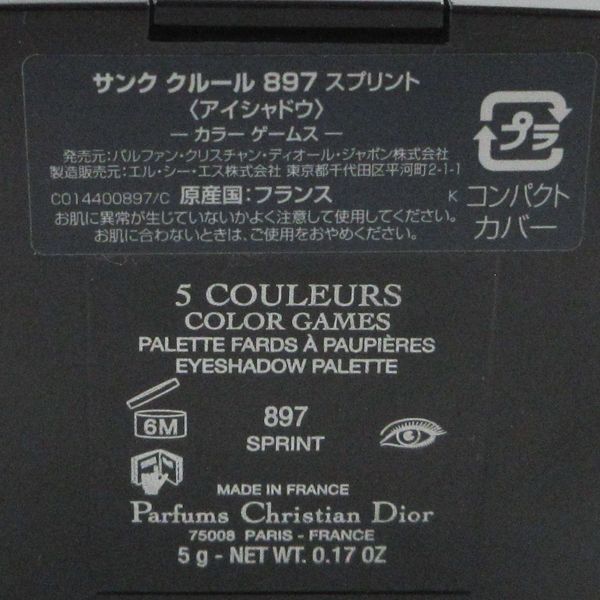 サンク クルール 897 スプリント
〈アイシャドウ〉
— カラー ゲームス —
発売元:パルファン・クリスチャン・ディオール・ジャポン株式会社
製造販売元:エル・シー・エス株式会社 東京都千代田区平河町2-1-1
C014400897/C 原産国:フランス K
お肌に異常が生じていないかよく注意して使用してください。
お肌に合わないときは、ご使用をおやめください。
プラ
コンパクト
カバー
5 COULEURS
COLOR GAMES
PALETTE FARDS À PAUPIÈRES
EYESHADOW PALETTE
6M
897
SPRINT
MADE IN FRANCE
Parfums Christian Dior
75008 PARIS - FRANCE
5 g - NET WT. 0.17 OZ